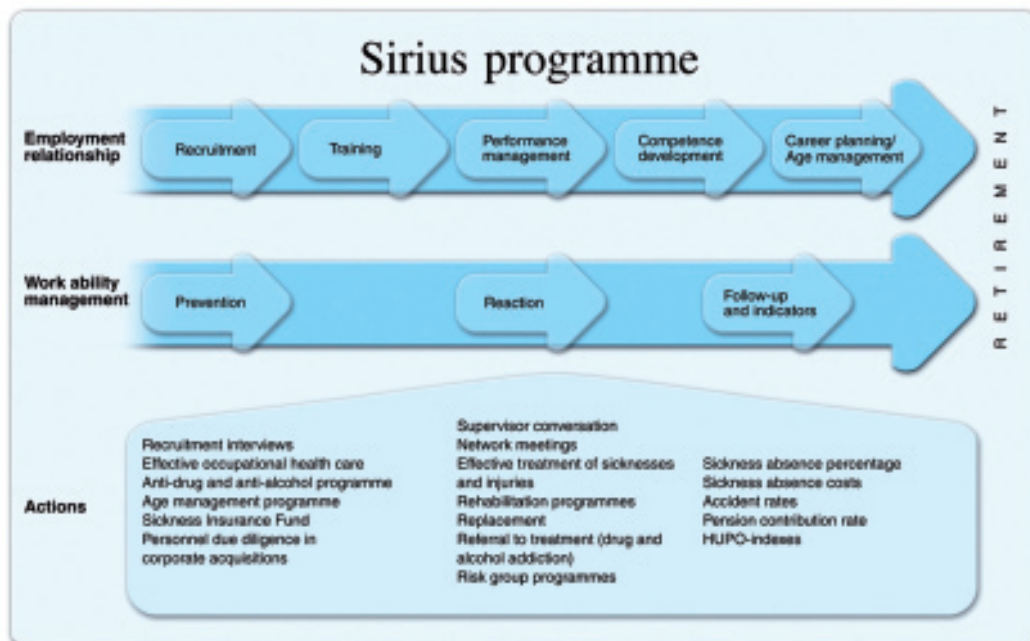 Sirius programme
Employment
relationship
Recruitment
Training
Performance
management
Competence
development
Career planning/
Age management
RETIREMENT
Work ability
management
Prevention
Reaction
Follow-up
and indicators
Actions
Recruitment interviews
Effective occupational health care
Anti-drug and anti-alcohol programme
Age management programme
Sickness Insurance Fund
Personnel due diligence in
corporate acquisitions
Supervisor conversation
Network meetings
Effective treatment of sicknesses
and injuries
Rehabilitation programmes
Replacement
Referral to treatment (drug and
alcohol addiction)
Risk group programmes
Sickness absence percentage
Sickness absence costs
Accident rates
Pension contribution rate
HUPO-indexes